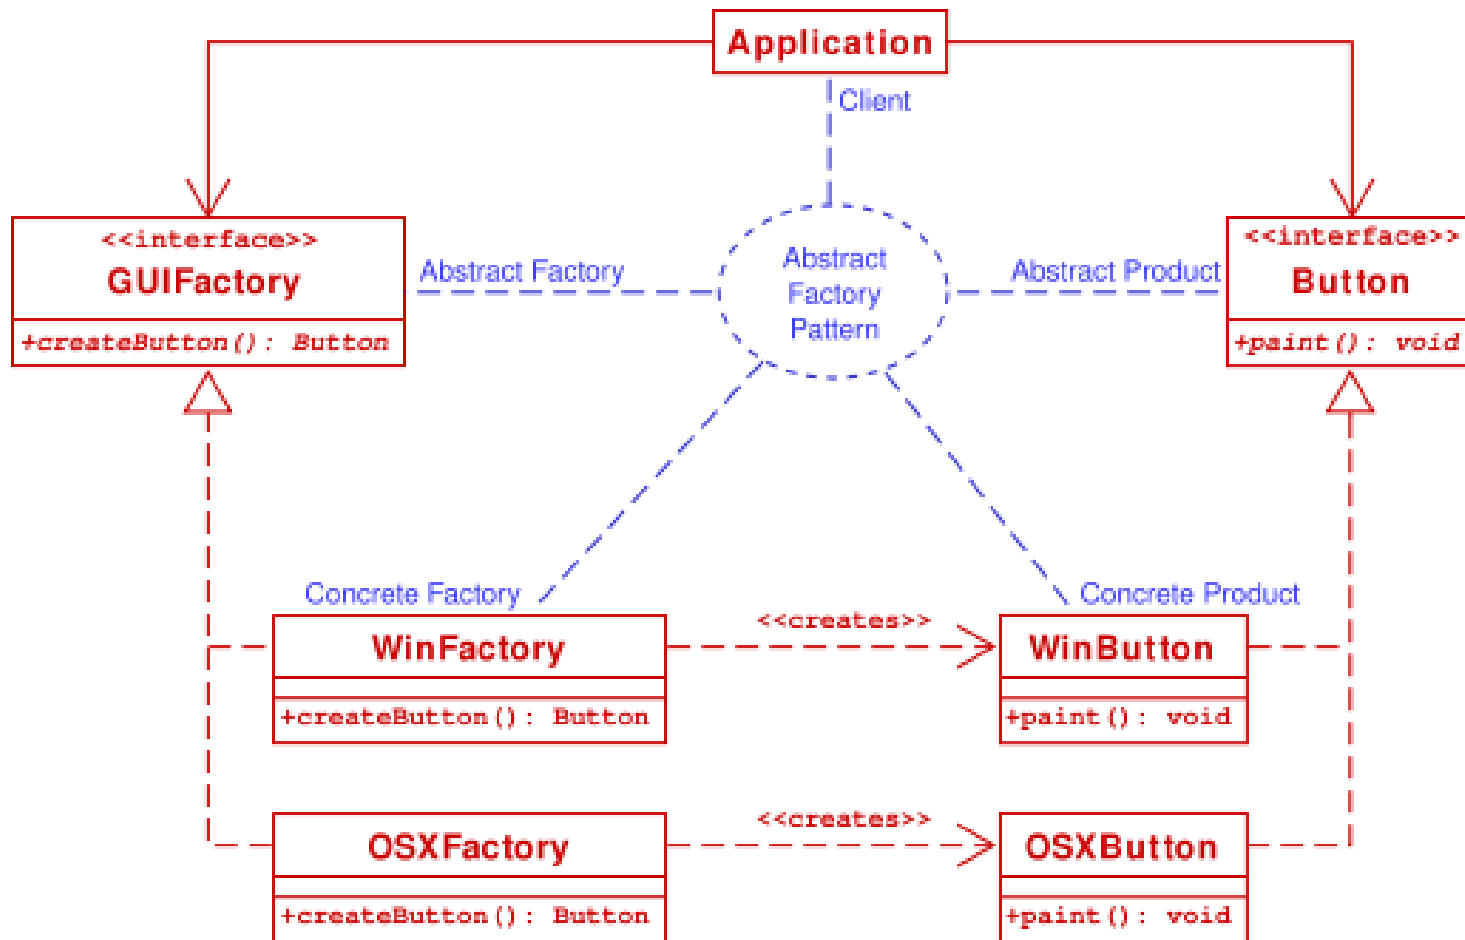 Application
Client
<<interface>>
GUIFactory
+createButton(): Button
Abstract Factory
Abstract
Factory
Pattern
Abstract Product
<<interface>>
Button
+paint(): void
Concrete Factory
WinFactory
+createButton(): Button
<<creates>>
Concrete Product
WinButton
+paint(): void
OSXFactory
+createButton(): Button
<<creates>>
OSXButton
+paint(): void